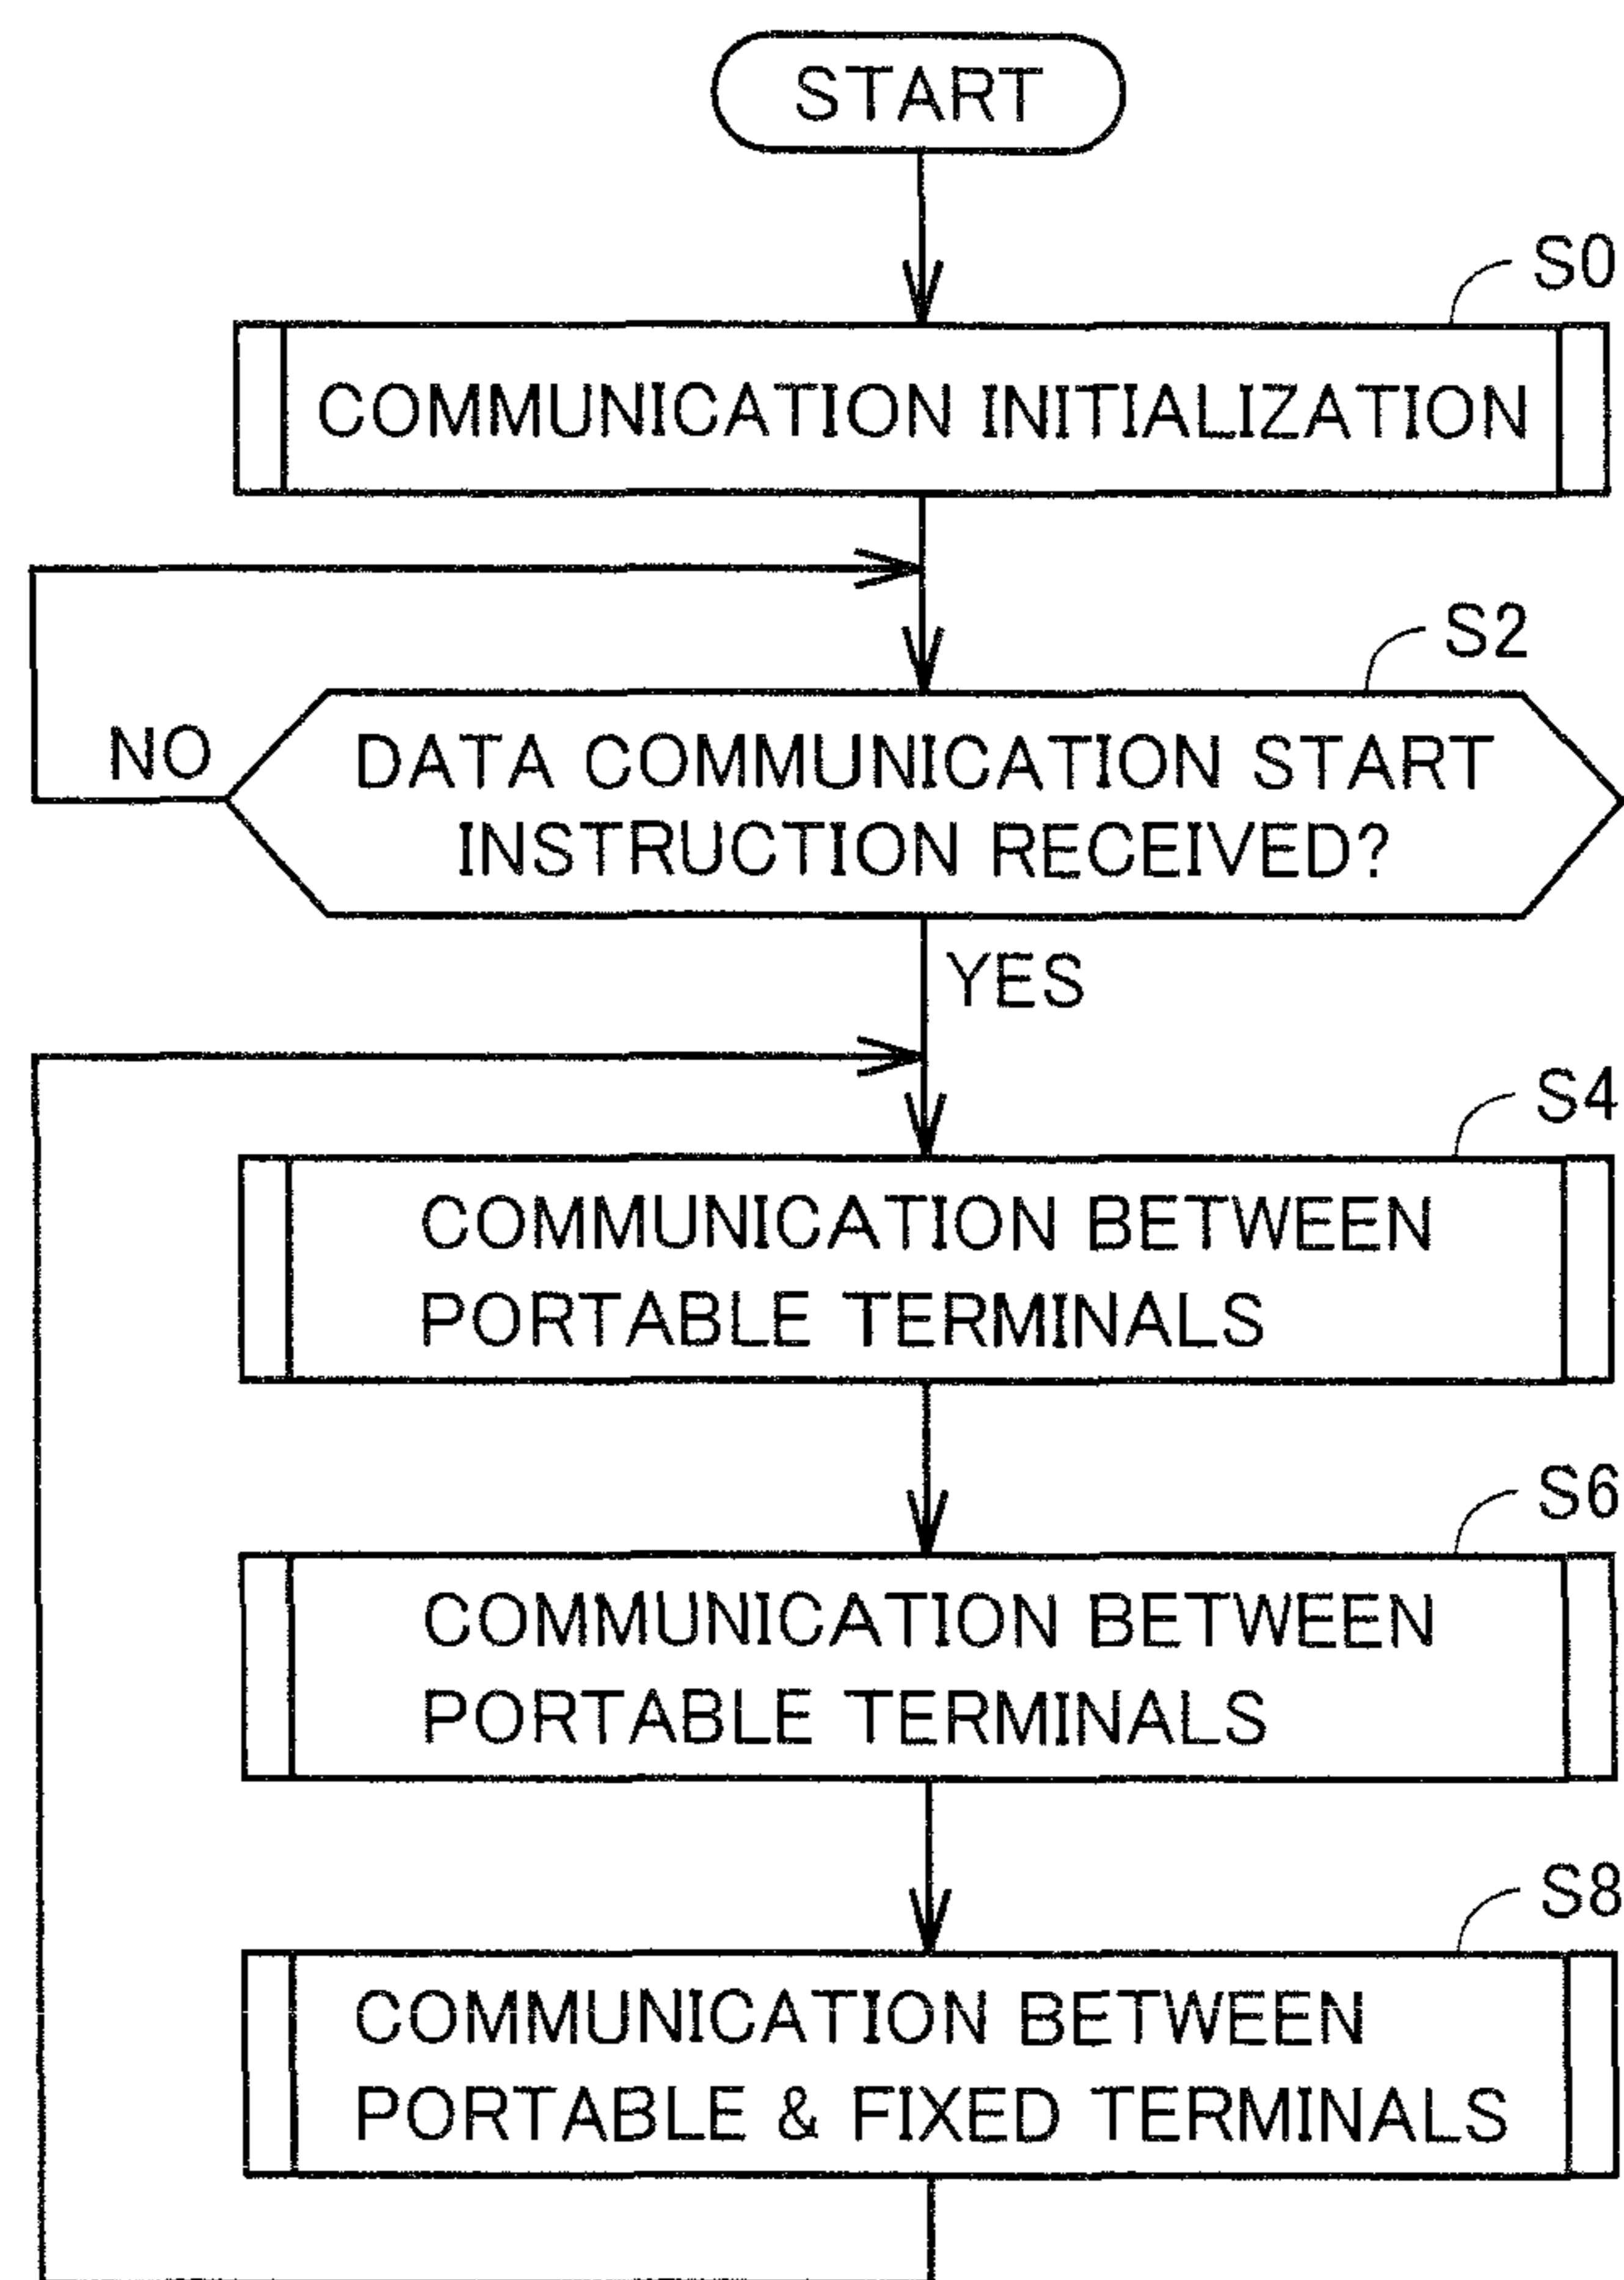 START
S0
COMMUNICATION INITIALIZATION
S2
NO
DATA COMMUNICATION START
INSTRUCTION RECEIVED?
YES
S4
COMMUNICATION BETWEEN
PORTABLE TERMINALS
S6
COMMUNICATION BETWEEN
PORTABLE TERMINALS
S8
COMMUNICATION BETWEEN
PORTABLE & FIXED TERMINALS